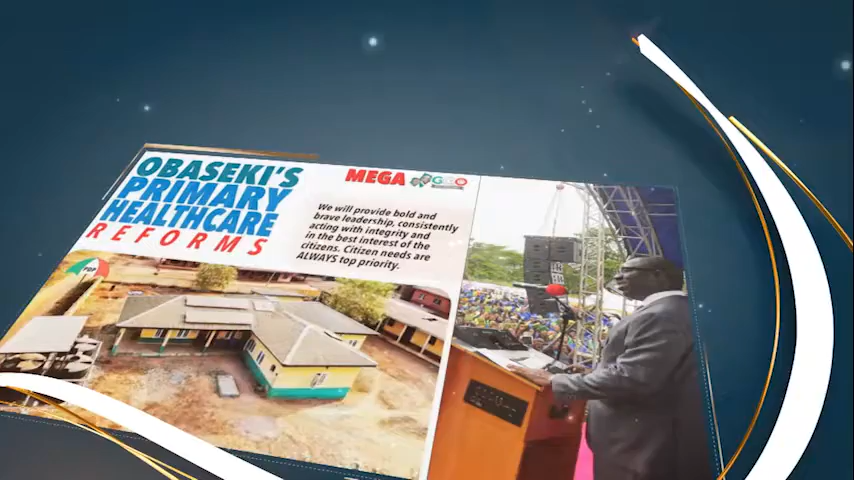 OBASEKI'S
PRIMARY
HEALTHCARE
REFORMS
MEGA
We will provide bold and
brave leadership, consistently
acting with integrity and
in the best interest of the
citizens. Citizen needs are
ALWAYS top priority.
PDP